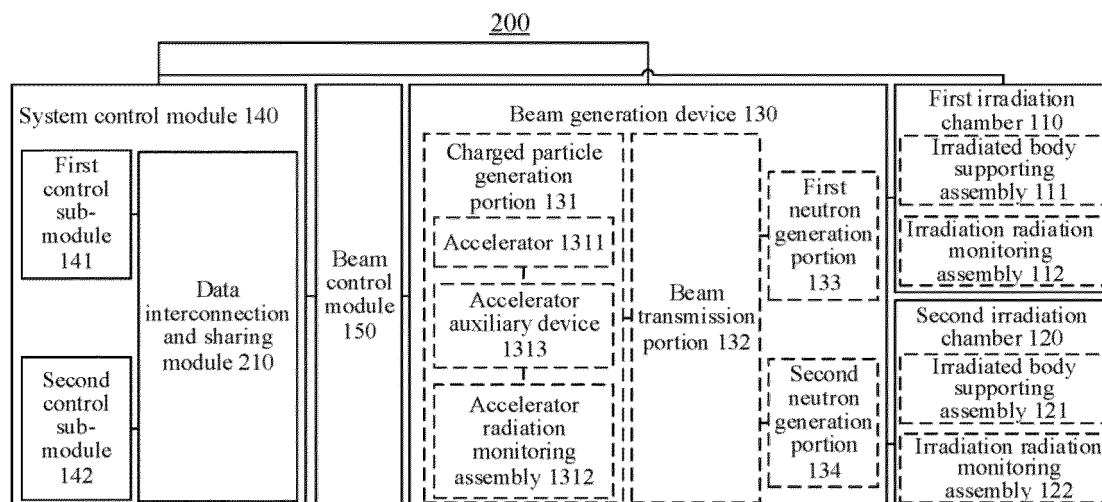 200
System control module 140
First
control
sub-
module
141
Second
control
sub-
module
142
Data
interconnection
and sharing
module 210
Beam
control
module
150
Beam generation device 130
Charged particle
generation
portion 131
Accelerator 1311
Accelerator
auxiliary device
1313
Accelerator
radiation
monitoring
assembly 1312
Beam
transmission
portion 132
First
neutron
generation
portion
133
Second
neutron
generation
portion
134
First irradiation
chamber 110
Irradiated body
supporting
assembly 111
Irradiation radiation
monitoring
assembly 112
Second irradiation
chamber 120
Irradiated body
supporting
assembly 121
Irradiation radiation
monitoring
assembly 122